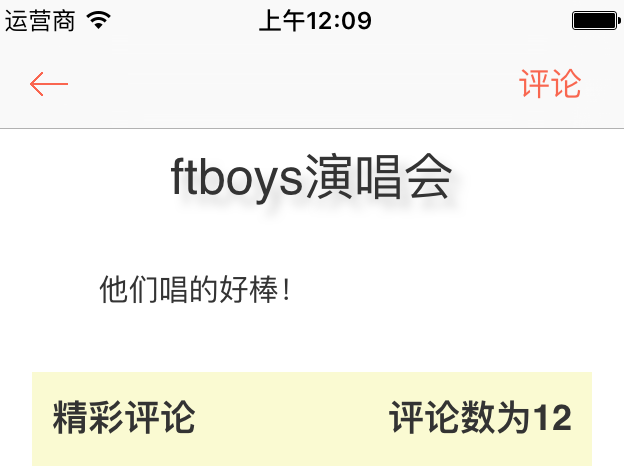 运营商 上午12:09
评论
ftboys演唱会
他们唱的好棒！
精彩评论 评论数为12